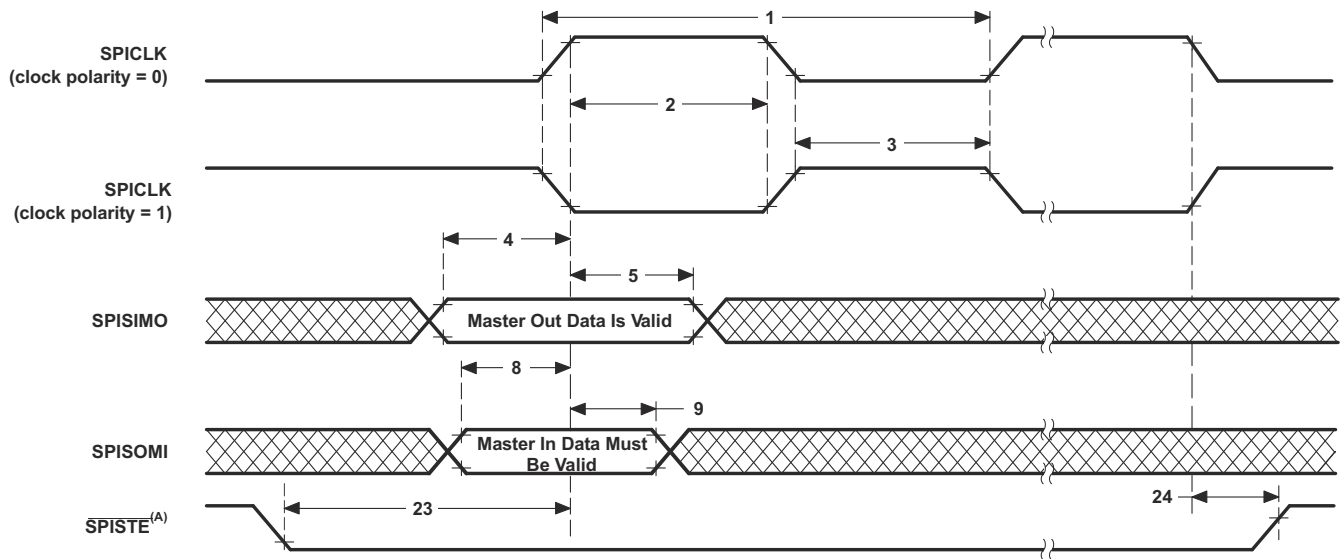 1
SPICLK
(clock polarity = 0)
2
3
SPICLK
(clock polarity = 1)
4
5
SPISIMO
Master Out Data Is Valid
8
9
SPISOMI
Master In Data Must
Be Valid
23
24
SPISTE(A)